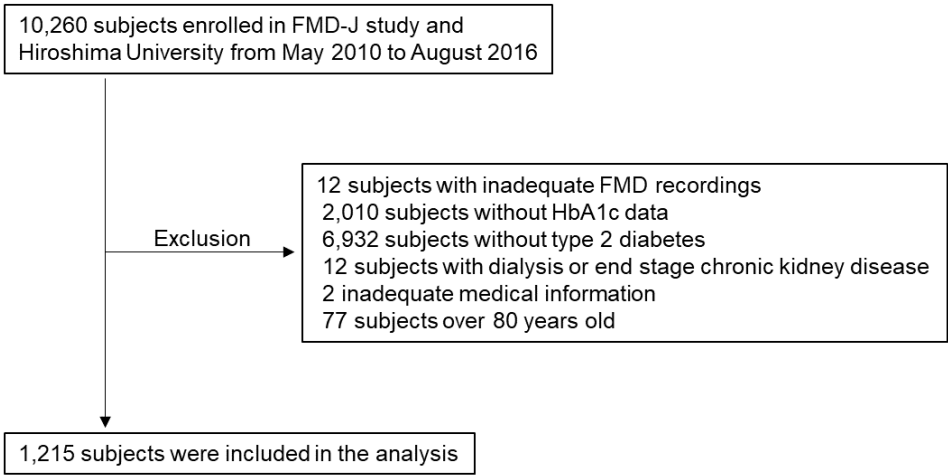 10,260 subjects enrolled in FMD-J study and
Hiroshima University from May 2010 to August 2016
Exclusion
12 subjects with inadequate FMD recordings
2,010 subjects without HbA1c data
6,932 subjects without type 2 diabetes
12 subjects with dialysis or end stage chronic kidney disease
2 inadequate medical information
77 subjects over 80 years old
1,215 subjects were included in the analysis